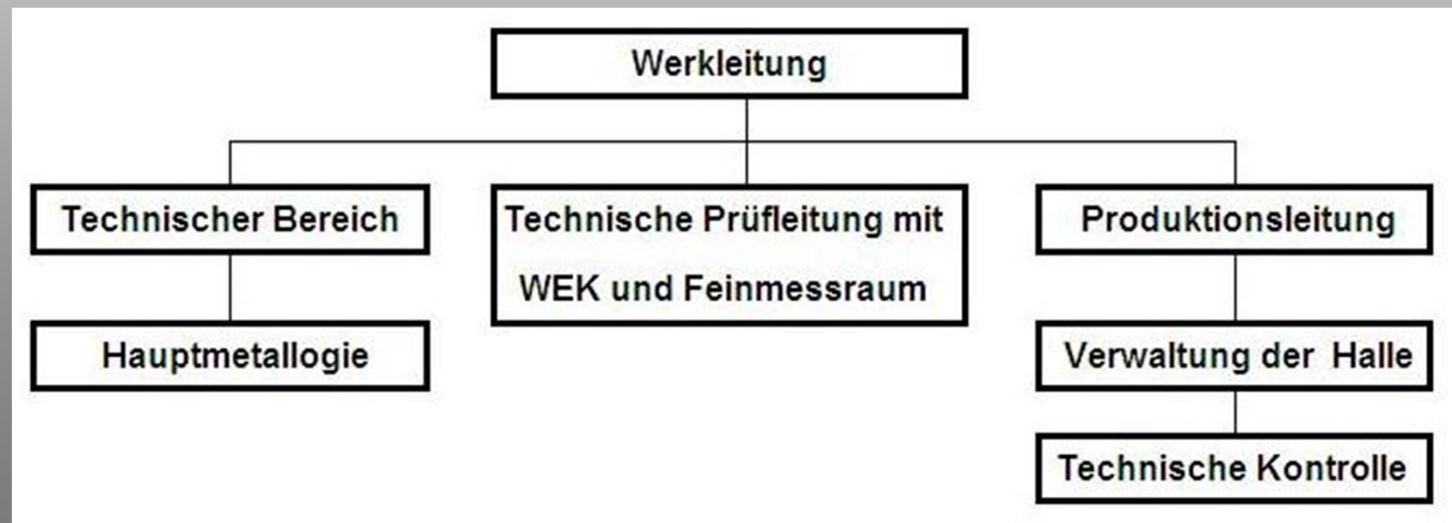 Werkleitung
Technischer Bereich
Technische Prüfleitung mit
WEK und Feinmessraum
Produktionsleitung
Hauptmetallogie
Verwaltung der Halle
Technische Kontrolle